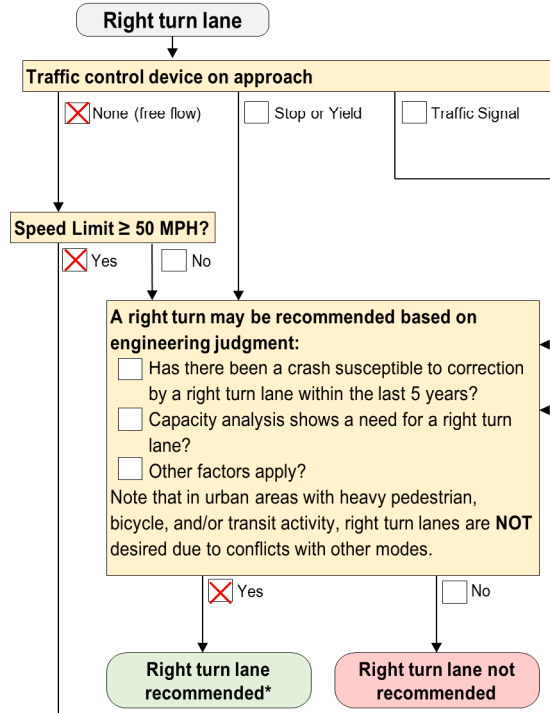 Right turn lane
Traffic control device on approach
None (free flow)
Stop or Yield
Traffic Signal
Speed Limit ≥ 50 MPH?
Yes
No
A right turn may be recommended based on
engineering judgment:
Has there been a crash susceptible to correction
by a right turn lane within the last 5 years?
Capacity analysis shows a need for a right turn
lane?
Other factors apply?
Note that in urban areas with heavy pedestrian,
bicycle, and/or transit activity, right turn lanes are NOT
desired due to conflicts with other modes.
Yes
No
Right turn lane
recommended*
Right turn lane not
recommended